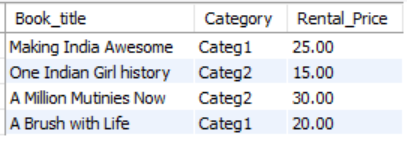 Book_title Category Rental_Price
Making India Awesome Categ1 25.00
One Indian Girl history Categ2 15.00
A Million Mutinies Now Categ2 30.00
A Brush with Life Categ1 20.00